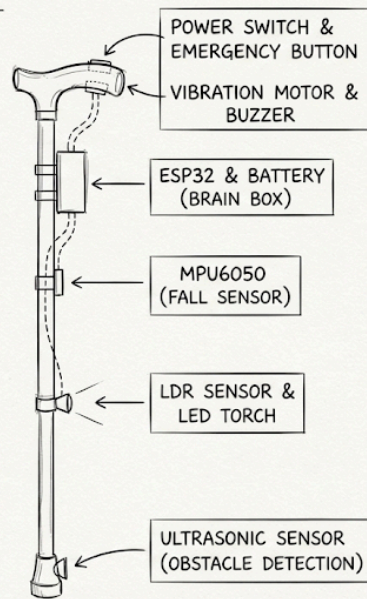 POWER SWITCH &
EMERGENCY BUTTON
VIBRATION MOTOR &
BUZZER
ESP32 & BATTERY
(BRAIN BOX)
MPU6050
(FALL SENSOR)
LDR SENSOR &
LED TORCH
ULTRASONIC SENSOR
(OBSTACLE DETECTION)